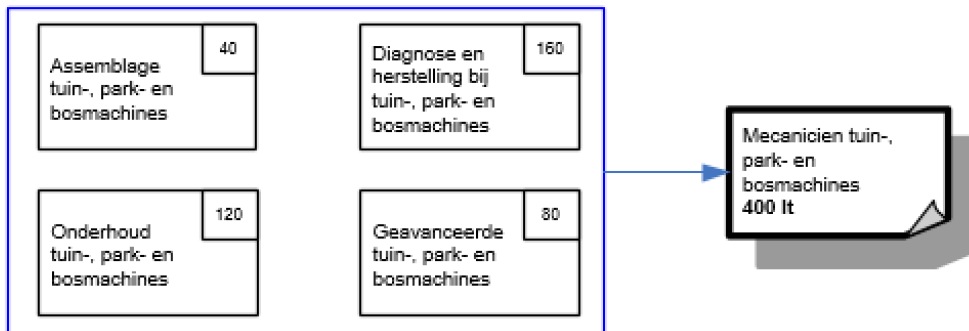 Assemblage
tuin-, park- en
bosmachines
40
Diagnose en
herstelling bij
tuin-, park- en
bosmachines
160
Onderhoud
tuin-, park- en
bosmachines
120
Geavanceerde
tuin-, park- en
bosmachines
80
Mecanicien tuin-,
park- en
bosmachines
400 lt